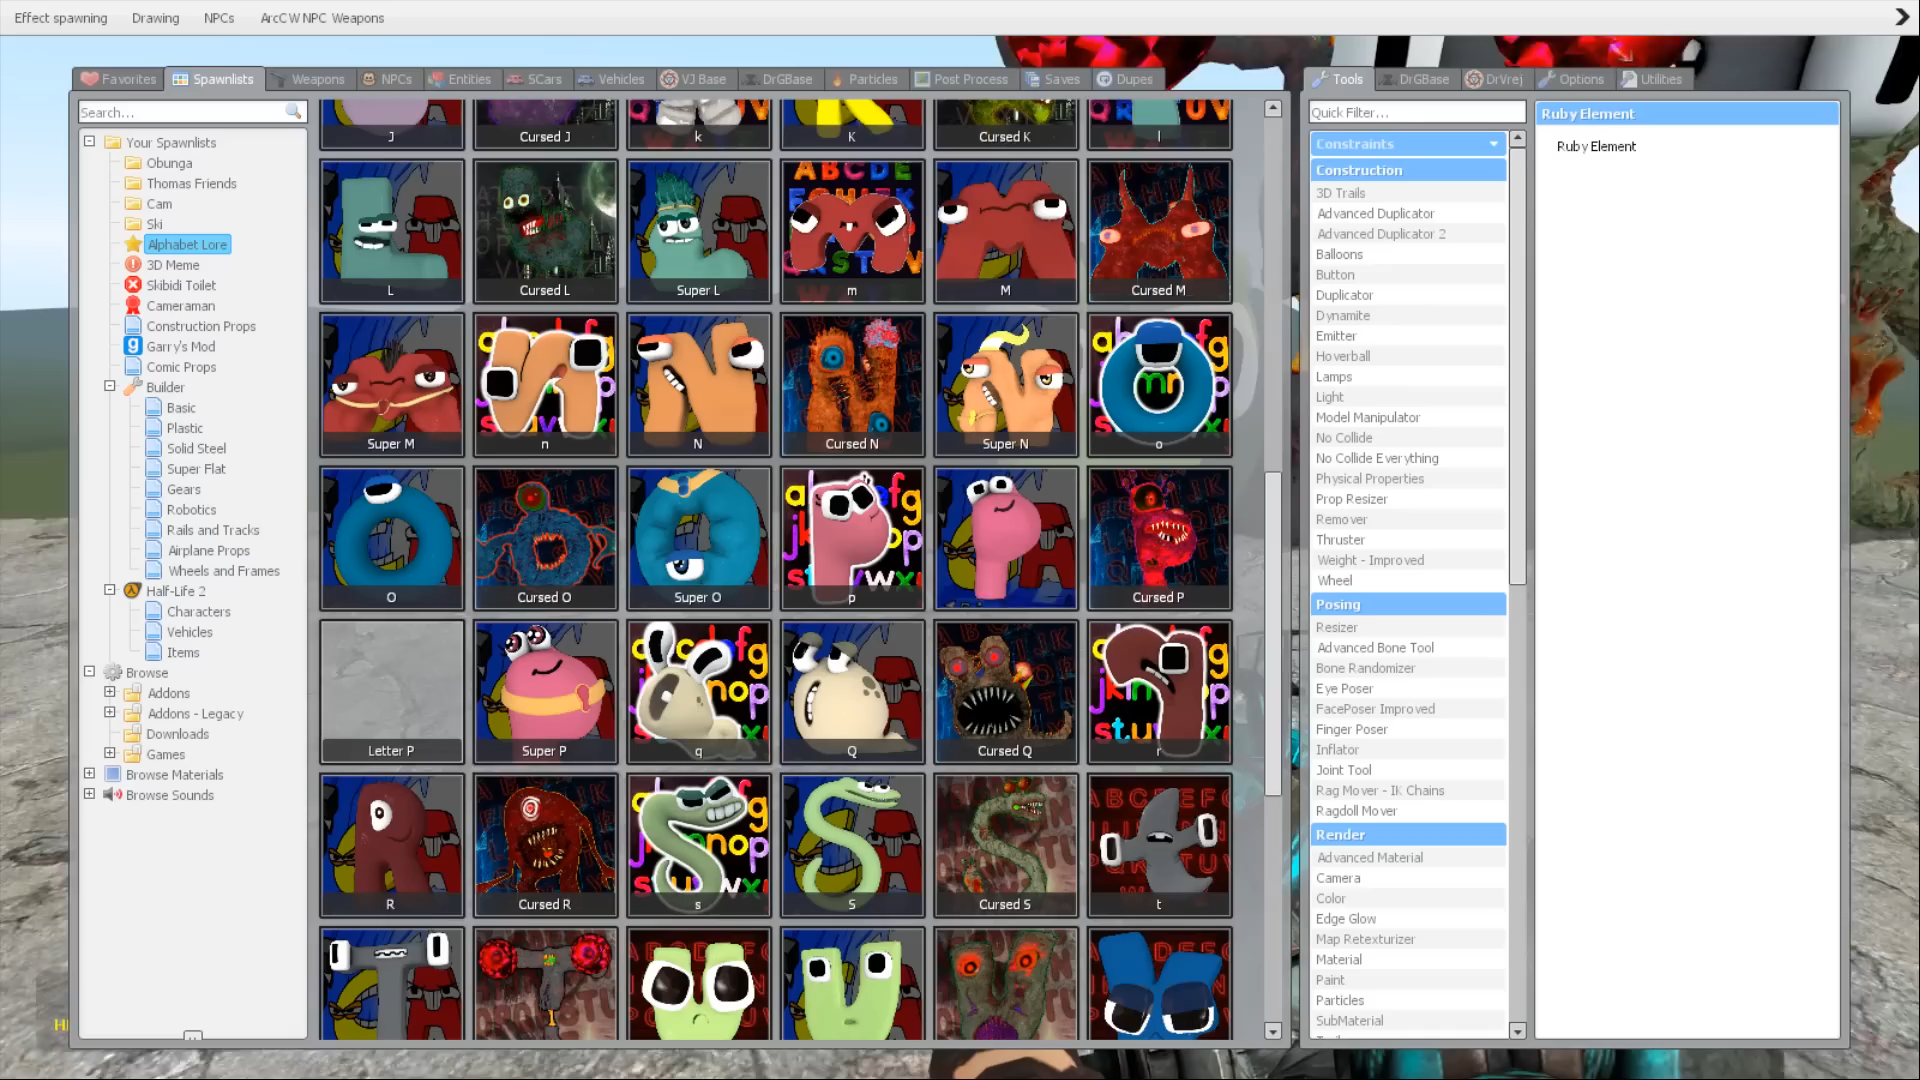 Effect spawning Drawing NPCs ArcCW NPC Weapons
Favorites Spawnlists Weapons NPCs Entities SCars Vehicles VJ Base DrGBase Particles Post Process Saves Dupes
Tools DrGBase DrVrej Options Utilities
Search...
Your Spawnlists
Obunga
Thomas Friends
Cam
Ski
Alphabet Lore
3D Meme
Skibidi Toilet
Cameraman
Construction Props
Garry's Mod
Comic Props
Builder
Basic
Plastic
Solid Steel
Super Flat
Gears
Robotics
Rails and Tracks
Airplane Props
Wheels and Frames
Half-Life 2
Characters
Vehicles
Items
Browse
Addons
Addons - Legacy
Downloads
Games
Browse Materials
Browse Sounds
J Cursed J k K Cursed K l
L Cursed L Super L m M Cursed M
Super M n N Cursed N Super N o
O Cursed O Super O p Cursed P
Letter P Super P q Q Cursed Q r
R Cursed R s S Cursed S t
Quick Filter...
Constraints
Construction
3D Trails
Advanced Duplicator
Advanced Duplicator 2
Balloons
Button
Duplicator
Dynamite
Emitter
Hoverball
Lamps
Light
Model Manipulator
No Collide
No Collide Everything
Physical Properties
Prop Resizer
Remover
Thruster
Weight - Improved
Wheel
Posing
Resizer
Advanced Bone Tool
Bone Randomizer
Eye Poser
FacePoser Improved
Finger Poser
Inflator
Joint Tool
Rag Mover - IK Chains
Ragdoll Mover
Render
Advanced Material
Camera
Color
Edge Glow
Map Retexturizer
Material
Paint
Particles
SubMaterial
Ruby Element
Ruby Element